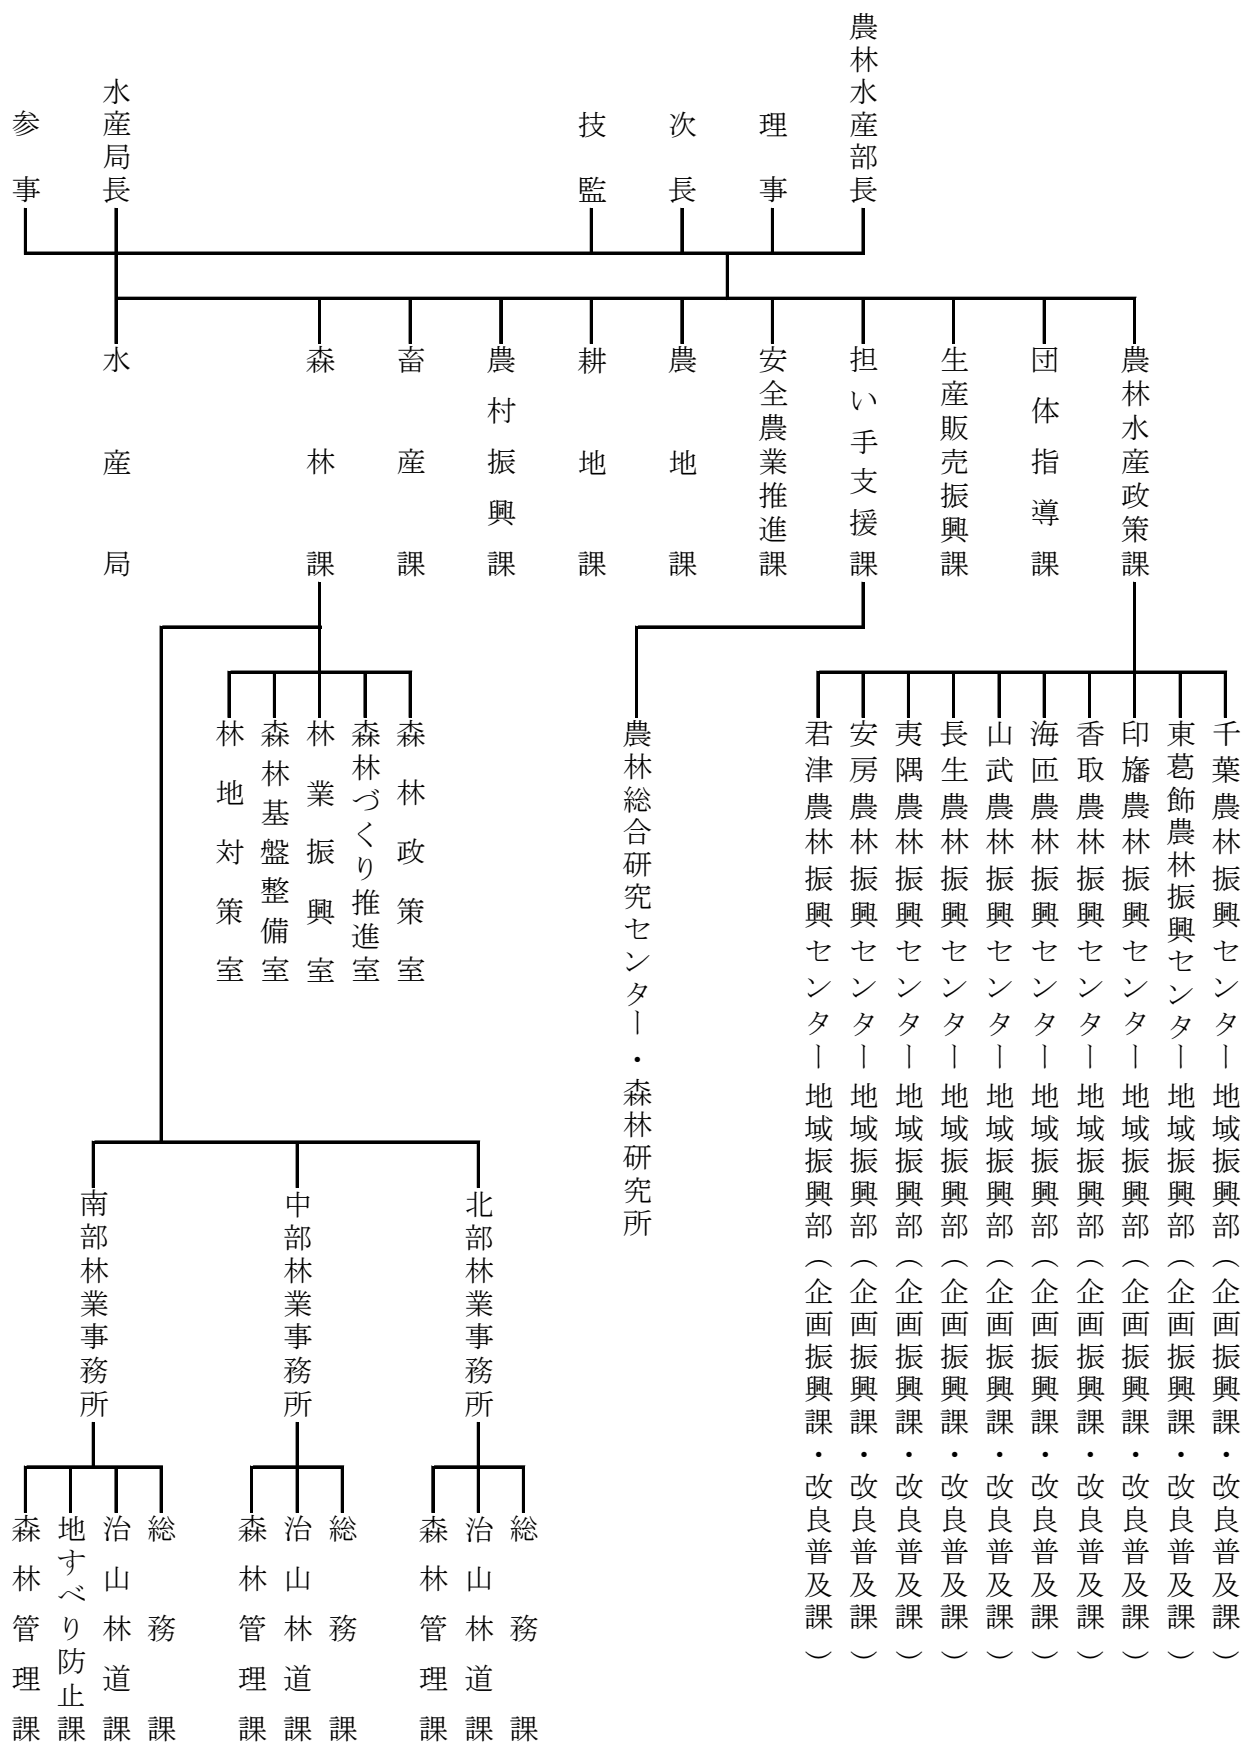 農林水産部長
理事
次長
技監
水産局長
参事
農林水産政策課
団体指導課
生産販売振興課
担い手支援課
安全農業推進課
農地課
耕地課
農村振興課
畜産課
森林課
水産局
千葉農林振興センター地域振興部（企画振興課・改良普及課）
東葛飾農林振興センター地域振興部（企画振興課・改良普及課）
印旛農林振興センター地域振興部（企画振興課・改良普及課）
香取農林振興センター地域振興部（企画振興課・改良普及課）
海匝農林振興センター地域振興部（企画振興課・改良普及課）
山武農林振興センター地域振興部（企画振興課・改良普及課）
長生農林振興センター地域振興部（企画振興課・改良普及課）
夷隅農林振興センター地域振興部（企画振興課・改良普及課）
安房農林振興センター地域振興部（企画振興課・改良普及課）
君津農林振興センター地域振興部（企画振興課・改良普及課）
農林総合研究センター・森林研究所
森林政策室
森林づくり推進室
林業振興室
森林基盤整備室
林地対策室
北部林業事務所
中部林業事務所
南部林業事務所
総務課
治山林道課
森林管理課
総務課
治山林道課
森林管理課
総務課
治山林道課
地すべり防止課
森林管理課